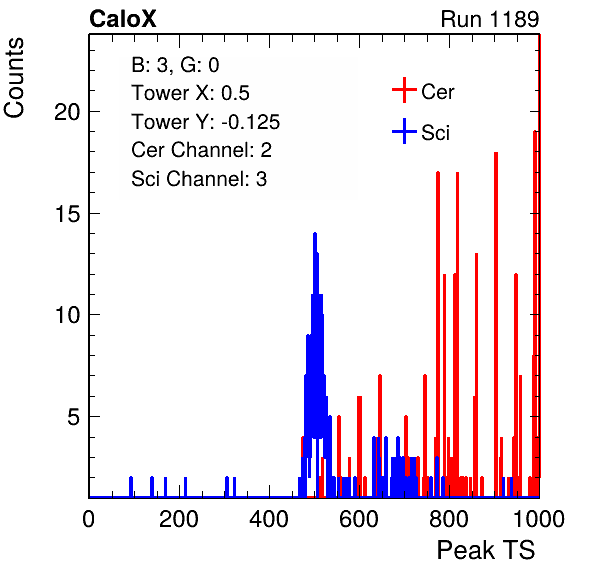 CaloX Run 1189
Counts
B: 3, G: 0
Tower X: 0.5
Tower Y: -0.125
Cer Channel: 2
Sci Channel: 3
Cer
Sci
20
15
10
5
0 200 400 600 800 1000
Peak TS